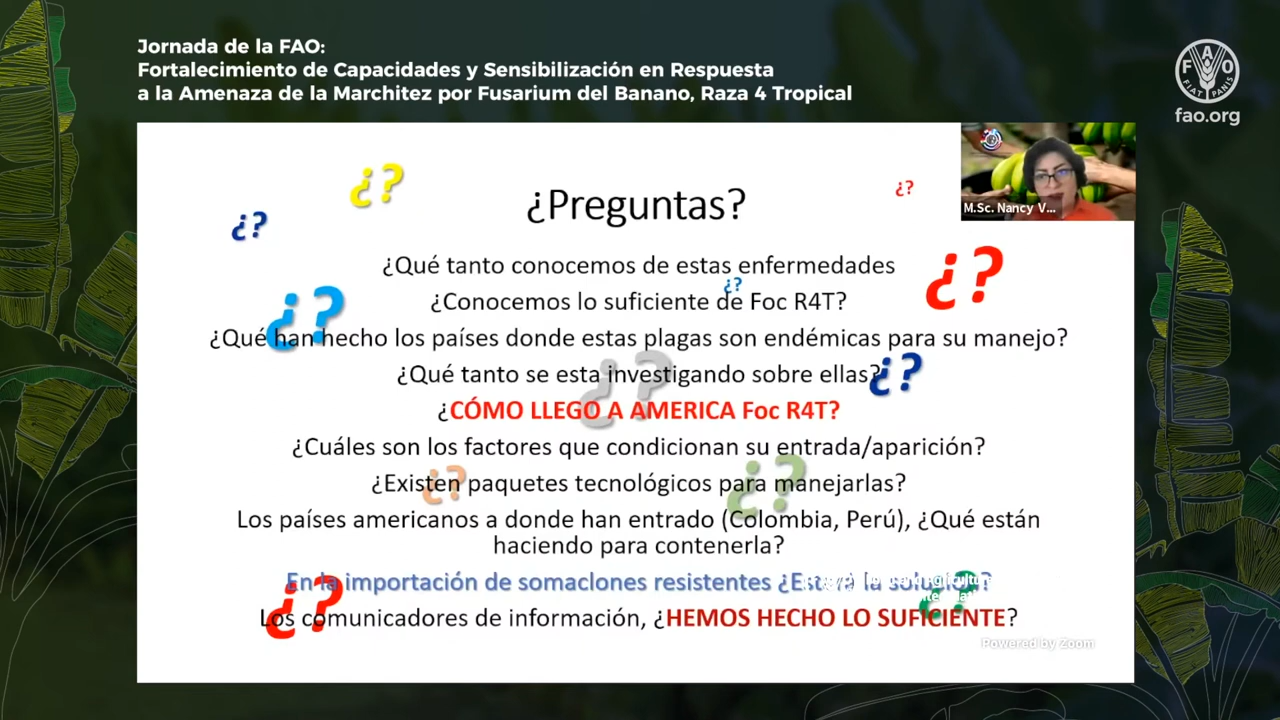 Jornada de la FAO:
Fortalecimiento de Capacidades y Sensibilización en Respuesta
a la Amenaza de la Marchitez por Fusarium del Banano, Raza 4 Tropical
FAO
FIAT PANIS
fao.org
M.Sc. Nancy V...
¿?
¿?
¿?
¿Preguntas?
¿Qué tanto conocemos de estas enfermedades
¿?
¿?
¿?
¿Conocemos lo suficiente de Foc R4T?
¿Qué han hecho los países donde estas plagas son endémicas para su manejo?
¿Qué tanto se esta investigando sobre ellas?
¿?
¿?
¿CÓMO LLEGO A AMERICA Foc R4T?
¿Cuáles son los factores que condicionan su entrada/aparición?
¿Existen paquetes tecnológicos para manejarlas?
¿?
¿?
Los países americanos a donde han entrado (Colombia, Perú), ¿Qué están
haciendo para contenerla?
En la importación de somaclones resistentes ¿Está la solución?
¿?
¿?
Los comunicadores de información, ¿HEMOS HECHO LO SUFICIENTE?
Powered by Zoom